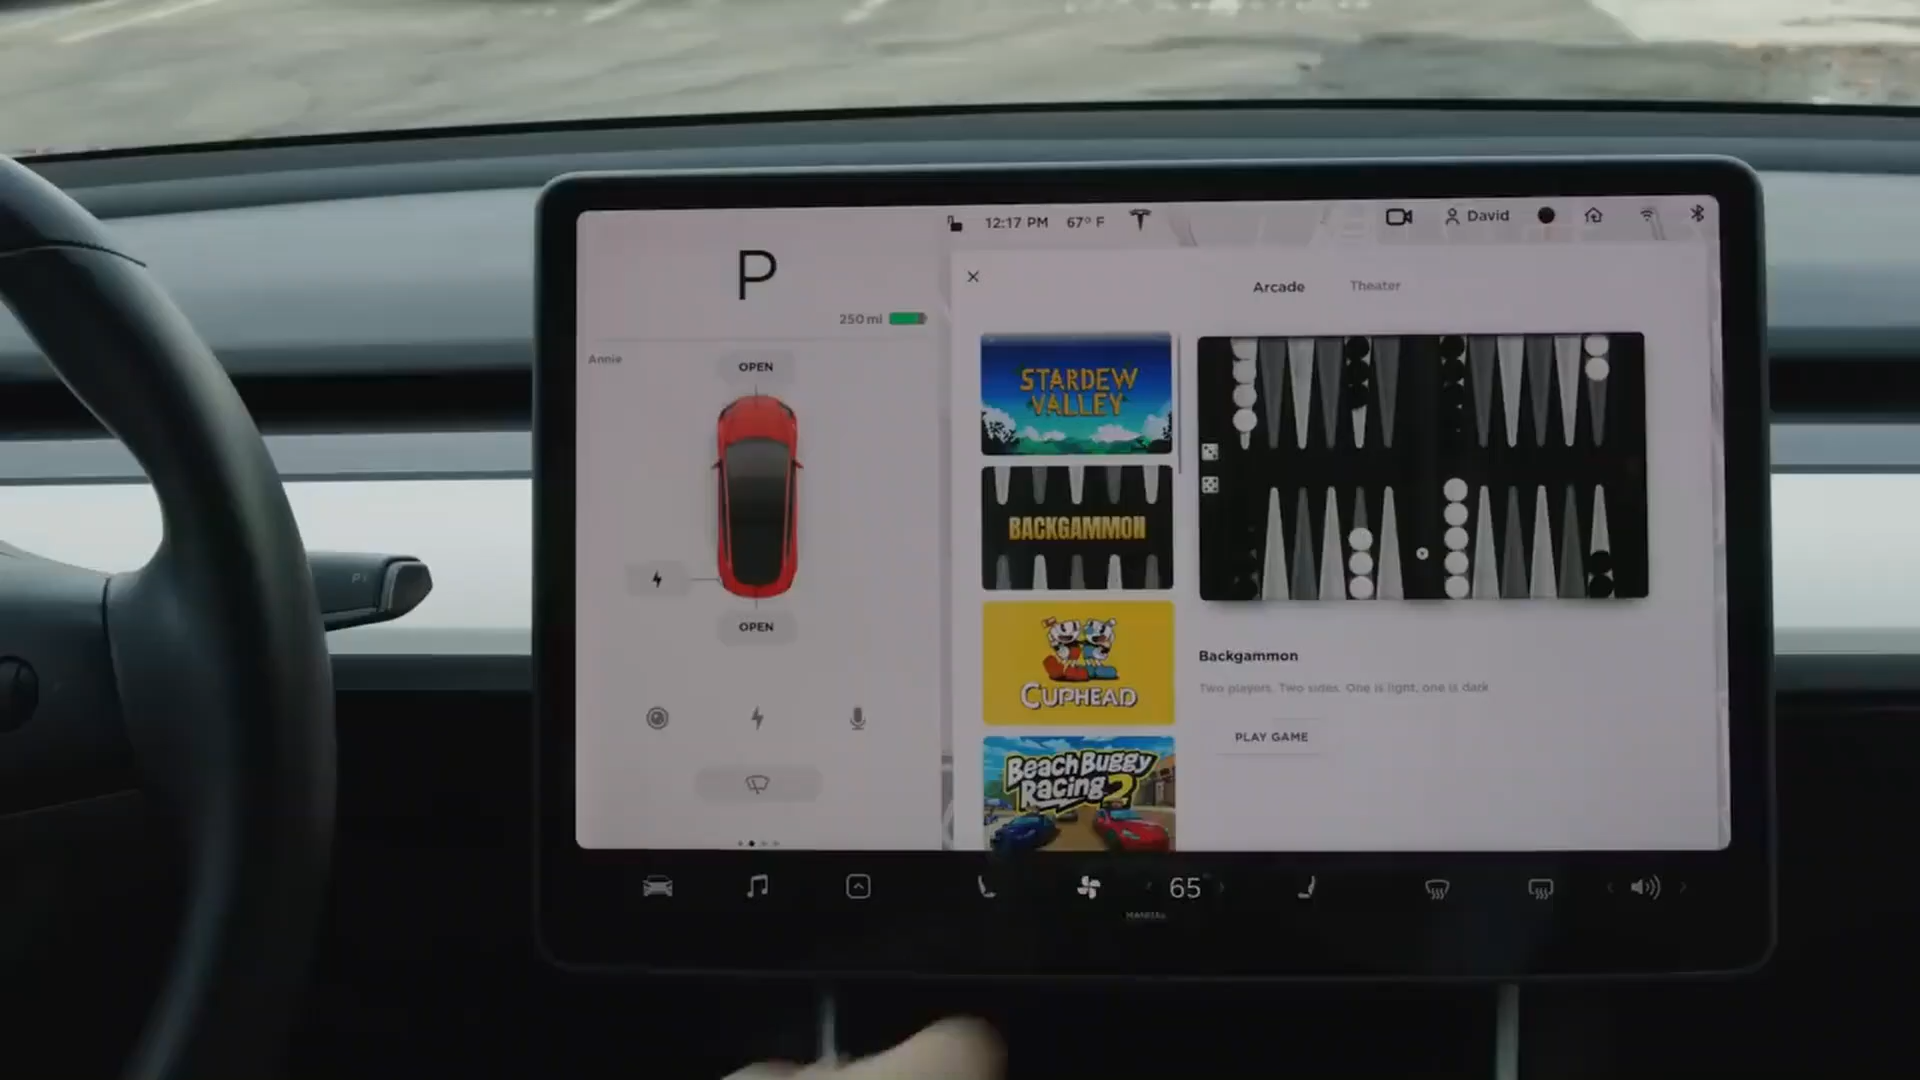 P
250 mi
Annie
OPEN
OPEN
12:17 PM 67° F
David
Arcade Theater
STARDEW
VALLEY
BACKGAMMON
CUPHEAD
Beach Buggy
Racing 2
Backgammon
Two players. Two sides. One is light, one is dark
PLAY GAME
65